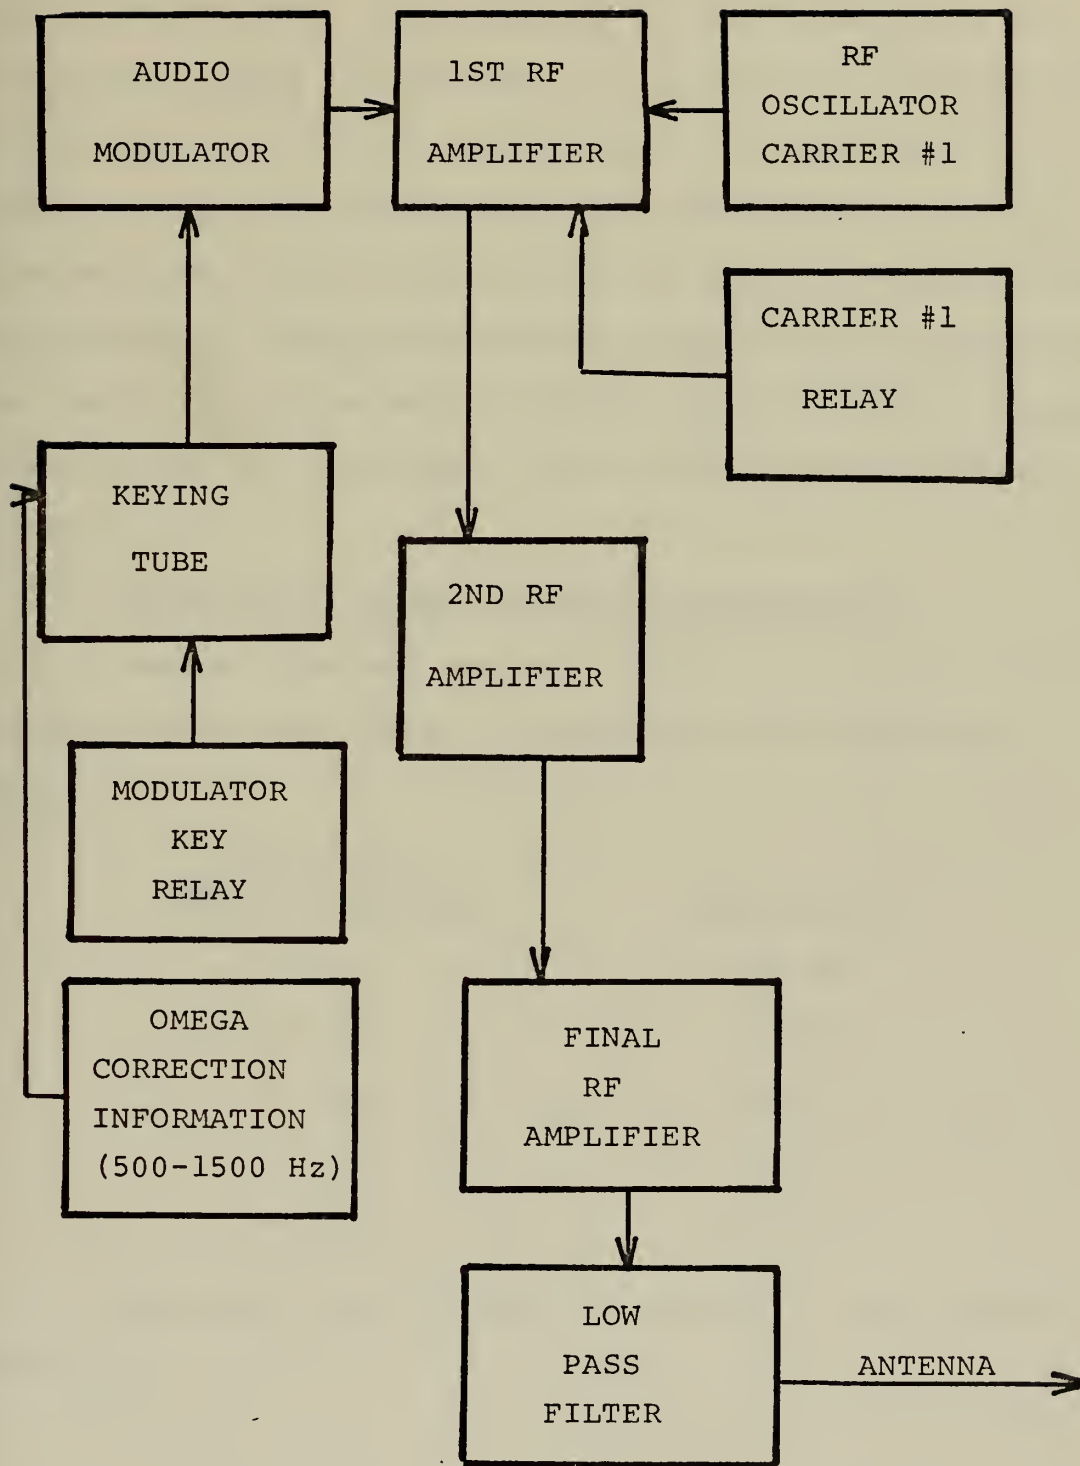 AUDIO
MODULATOR
1ST RF
AMPLIFIER
RF
OSCILLATOR
CARRIER #1
CARRIER #1
RELAY
KEYING
TUBE
2ND RF
AMPLIFIER
MODULATOR
KEY
RELAY
OMEGA
CORRECTION
INFORMATION
(500-1500 Hz)
FINAL
RF
AMPLIFIER
LOW
PASS
FILTER
ANTENNA